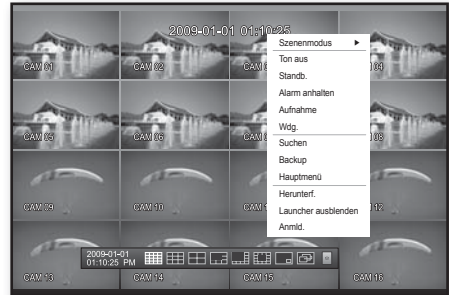 2009-01-01 01:10:25
Szenenmodus
CAM 01
CAM 02
CAM 03
04
Ton aus
Standb.
Alarm anhalten
Aufnahme
Wdg.
CAM 05
CAM 06
08
Suchen
Backup
Hauptmenü
Herunterf.
CAM 09
CAM 10
12
Launcher ausblenden
Anmld.
2009-01-01
01:10:25 PM
CAM 13
CAM 14
CAM 15
CAM 16